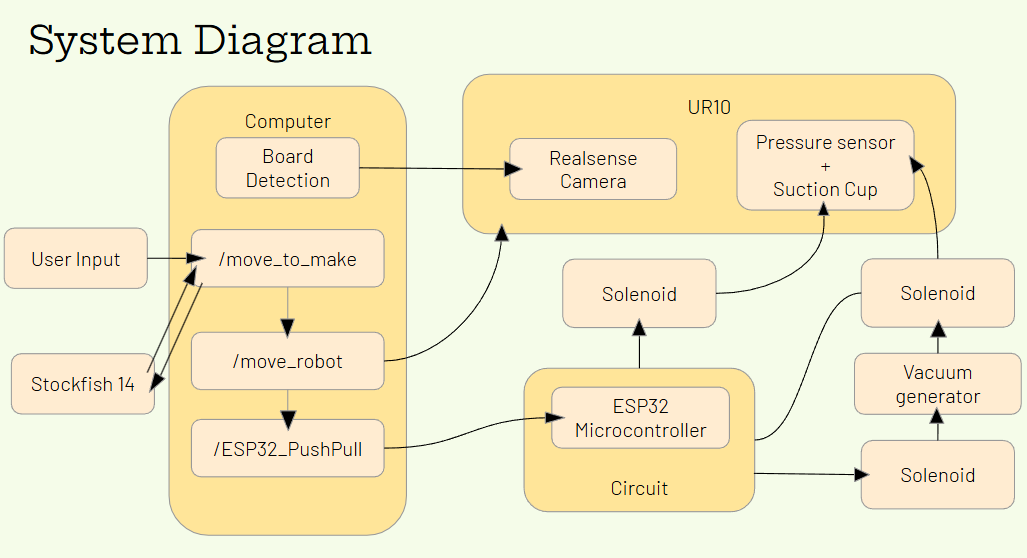 System Diagram
Computer
Board
Detection
User Input
/move_to_make
Stockfish 14
/move_robot
/ESP32_PushPull
UR10
Realsense
Camera
Pressure sensor
+
Suction Cup
Solenoid
ESP32
Microcontroller
Circuit
Solenoid
Vacuum
generator
Solenoid